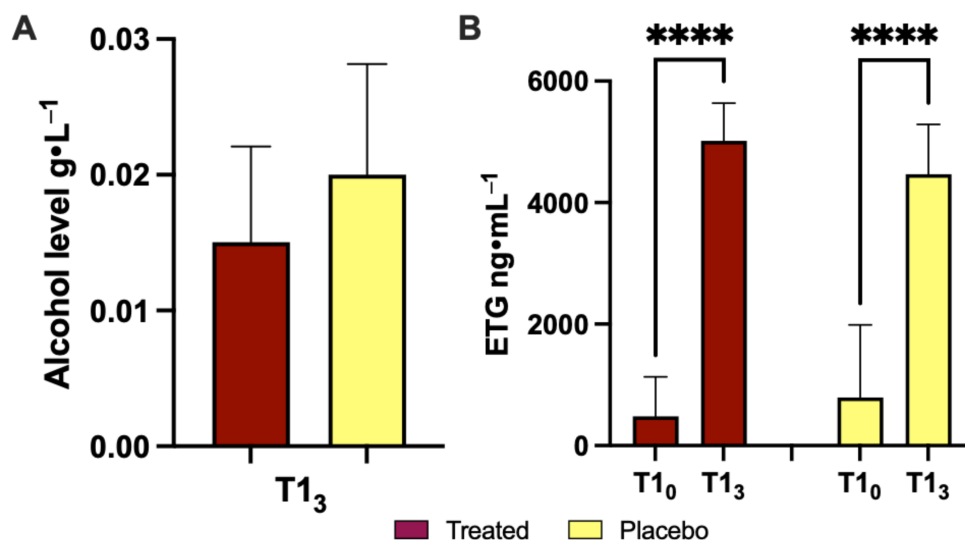 A
Alcohol level g•L⁻¹
0.03
0.02
0.01
0.00
T1₃
B
ETG ng•mL⁻¹
**** ****
6000
4000
2000
0
T1₀ T1₃ T1₀ T1₃
Treated Placebo